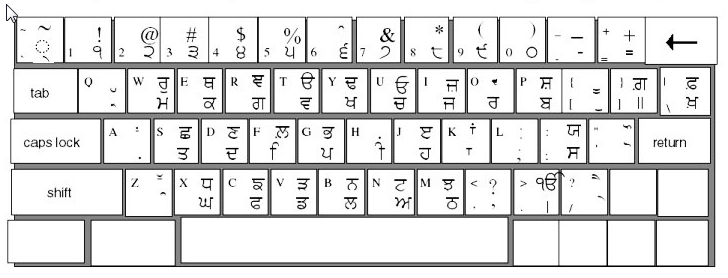 ~ ~ ! @ # $ % ^ & * ( ) _ + ←
1 ੧ 2 ੨ 3 ੩ 4 ੪ 5 ੫ 6 ੬ 7 ੭ 8 ੮ 9 ੯ 0 ੦ - = =
tab Q W ਰੁ E ਥ R ਞ T ੳ Y ਢ U ਓ I ਜ O P ਸ਼ [ ] ਗ਼ \ ਫ਼
ਮ ਕ ਗ ਵ ਖ ਚ ਜ ਰ ਬ [ ] ॥ ਖ਼
caps lock A S ਛ D ਣ F ਲ਼ G ਭ H J ੲ K L : ਯ " return
ਤ ਦ ਿ ਪ ਹ ; ਸ '
shift Z X ਧ C ਝ V ੜ B ਨ N ਟ M < ? > ੴ ?
ਘ ਫ ਡ ਲ ਅ ਠ , . । /